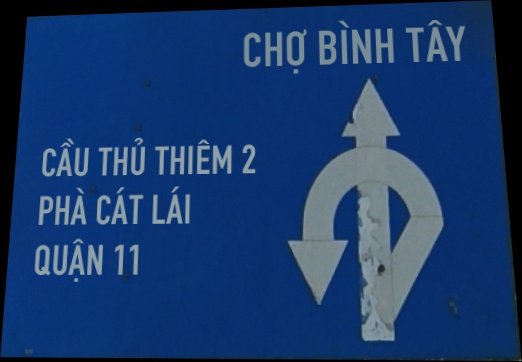 CHỢ BÌNH TÂY
CẦU THỦ THIÊM 2
PHÀ CÁT LÁI
QUẬN 11